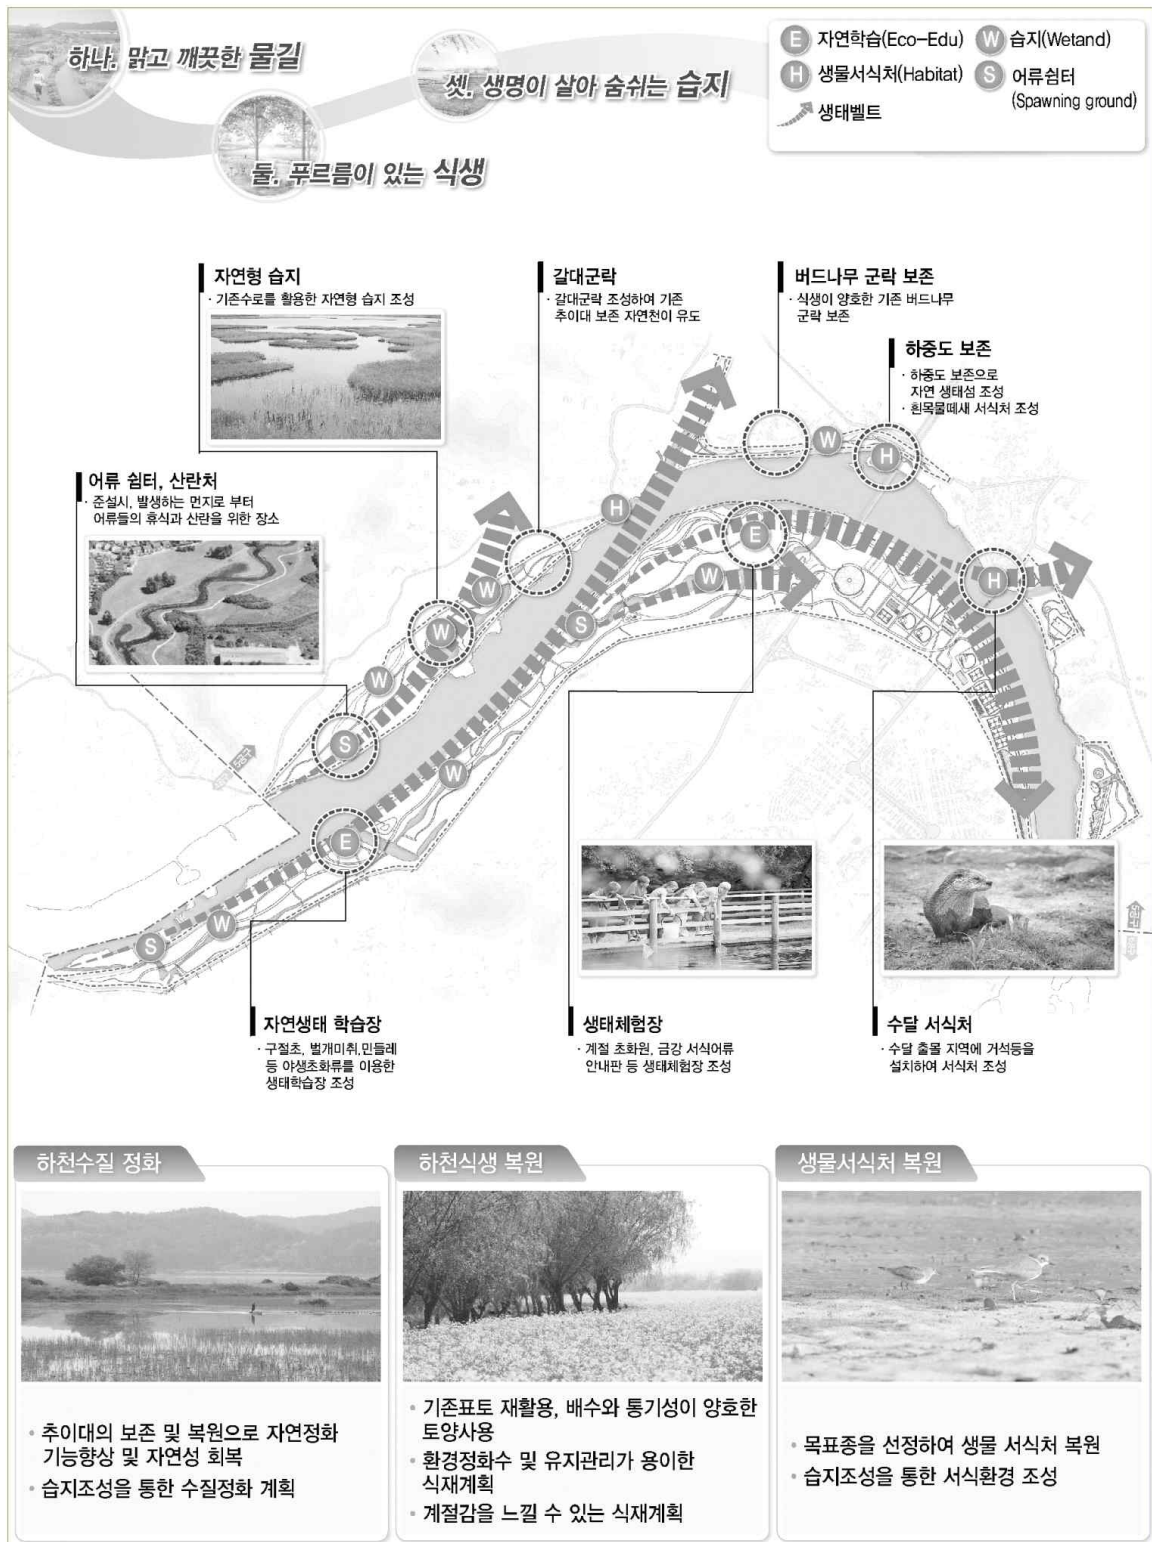 하나. 맑고 깨끗한 물길
둘. 푸르름이 있는 식생
셋. 생명이 살아 숨쉬는 습지
E 자연학습(Eco-Edu)
W 습지(Wetand)
H 생물서식처(Habitat)
S 어류쉼터
(Spawning ground)
생태벨트
자연형 습지
· 기존수로를 활용한 자연형 습지 조성
갈대군락
· 갈대군락 조성하여 기존
추이대 보존 자연천이 유도
버드나무 군락 보존
· 식생이 양호한 기존 버드나무
군락 보존
하중도 보존
· 하중도 보존으로
자연 생태섬 조성
· 흰목물떼새 서식처 조성
어류 쉼터, 산란처
· 준설시, 발생하는 먼지로 부터
어류들의 휴식과 산란을 위한 장소
W
H
H
E
W
W
H
W
S
W
S
W
E
W
S
자연생태 학습장
· 구절초, 벌개미취,민들레
등 야생초화류를 이용한
생태학습장 조성
생태체험장
· 계절 초화원, 금강 서식어류
안내판 등 생태체험장 조성
수달 서식처
· 수달 출몰 지역에 거석등을
설치하여 서식처 조성
하천수질 정화
• 추이대의 보존 및 복원으로 자연정화
기능향상 및 자연성 회복
• 습지조성을 통한 수질정화 계획
하천식생 복원
• 기존표토 재활용, 배수와 통기성이 양호한
토양사용
• 환경정화수 및 유지관리가 용이한
식재계획
• 계절감을 느낄 수 있는 식재계획
생물서식처 복원
• 목표종을 선정하여 생물 서식처 복원
• 습지조성을 통한 서식환경 조성